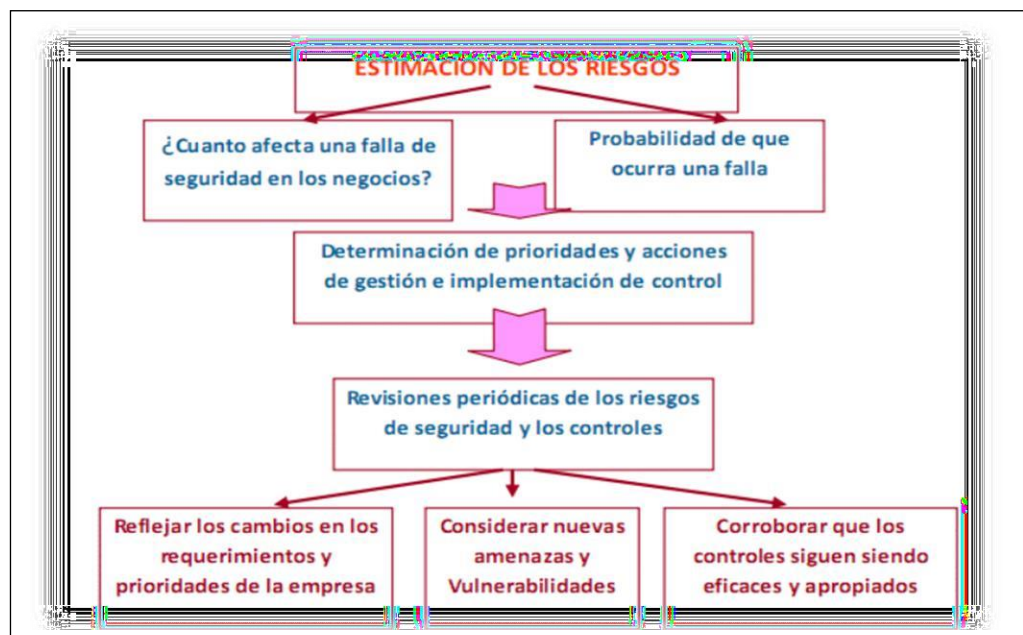 ESTIMACION DE LOS RIESGOS
¿Cuanto afecta una falla de
seguridad en los negocios?
Probabilidad de que
ocurra una falla
Determinación de prioridades y acciones
de gestión e implementación de control
Revisiones periódicas de los riesgos
de seguridad y los controles
Reflejar los cambios en los
requerimientos y
prioridades de la empresa
Considerar nuevas
amenazas y
Vulnerabilidades
Corroborar que los
controles siguen siendo
eficaces y apropiados